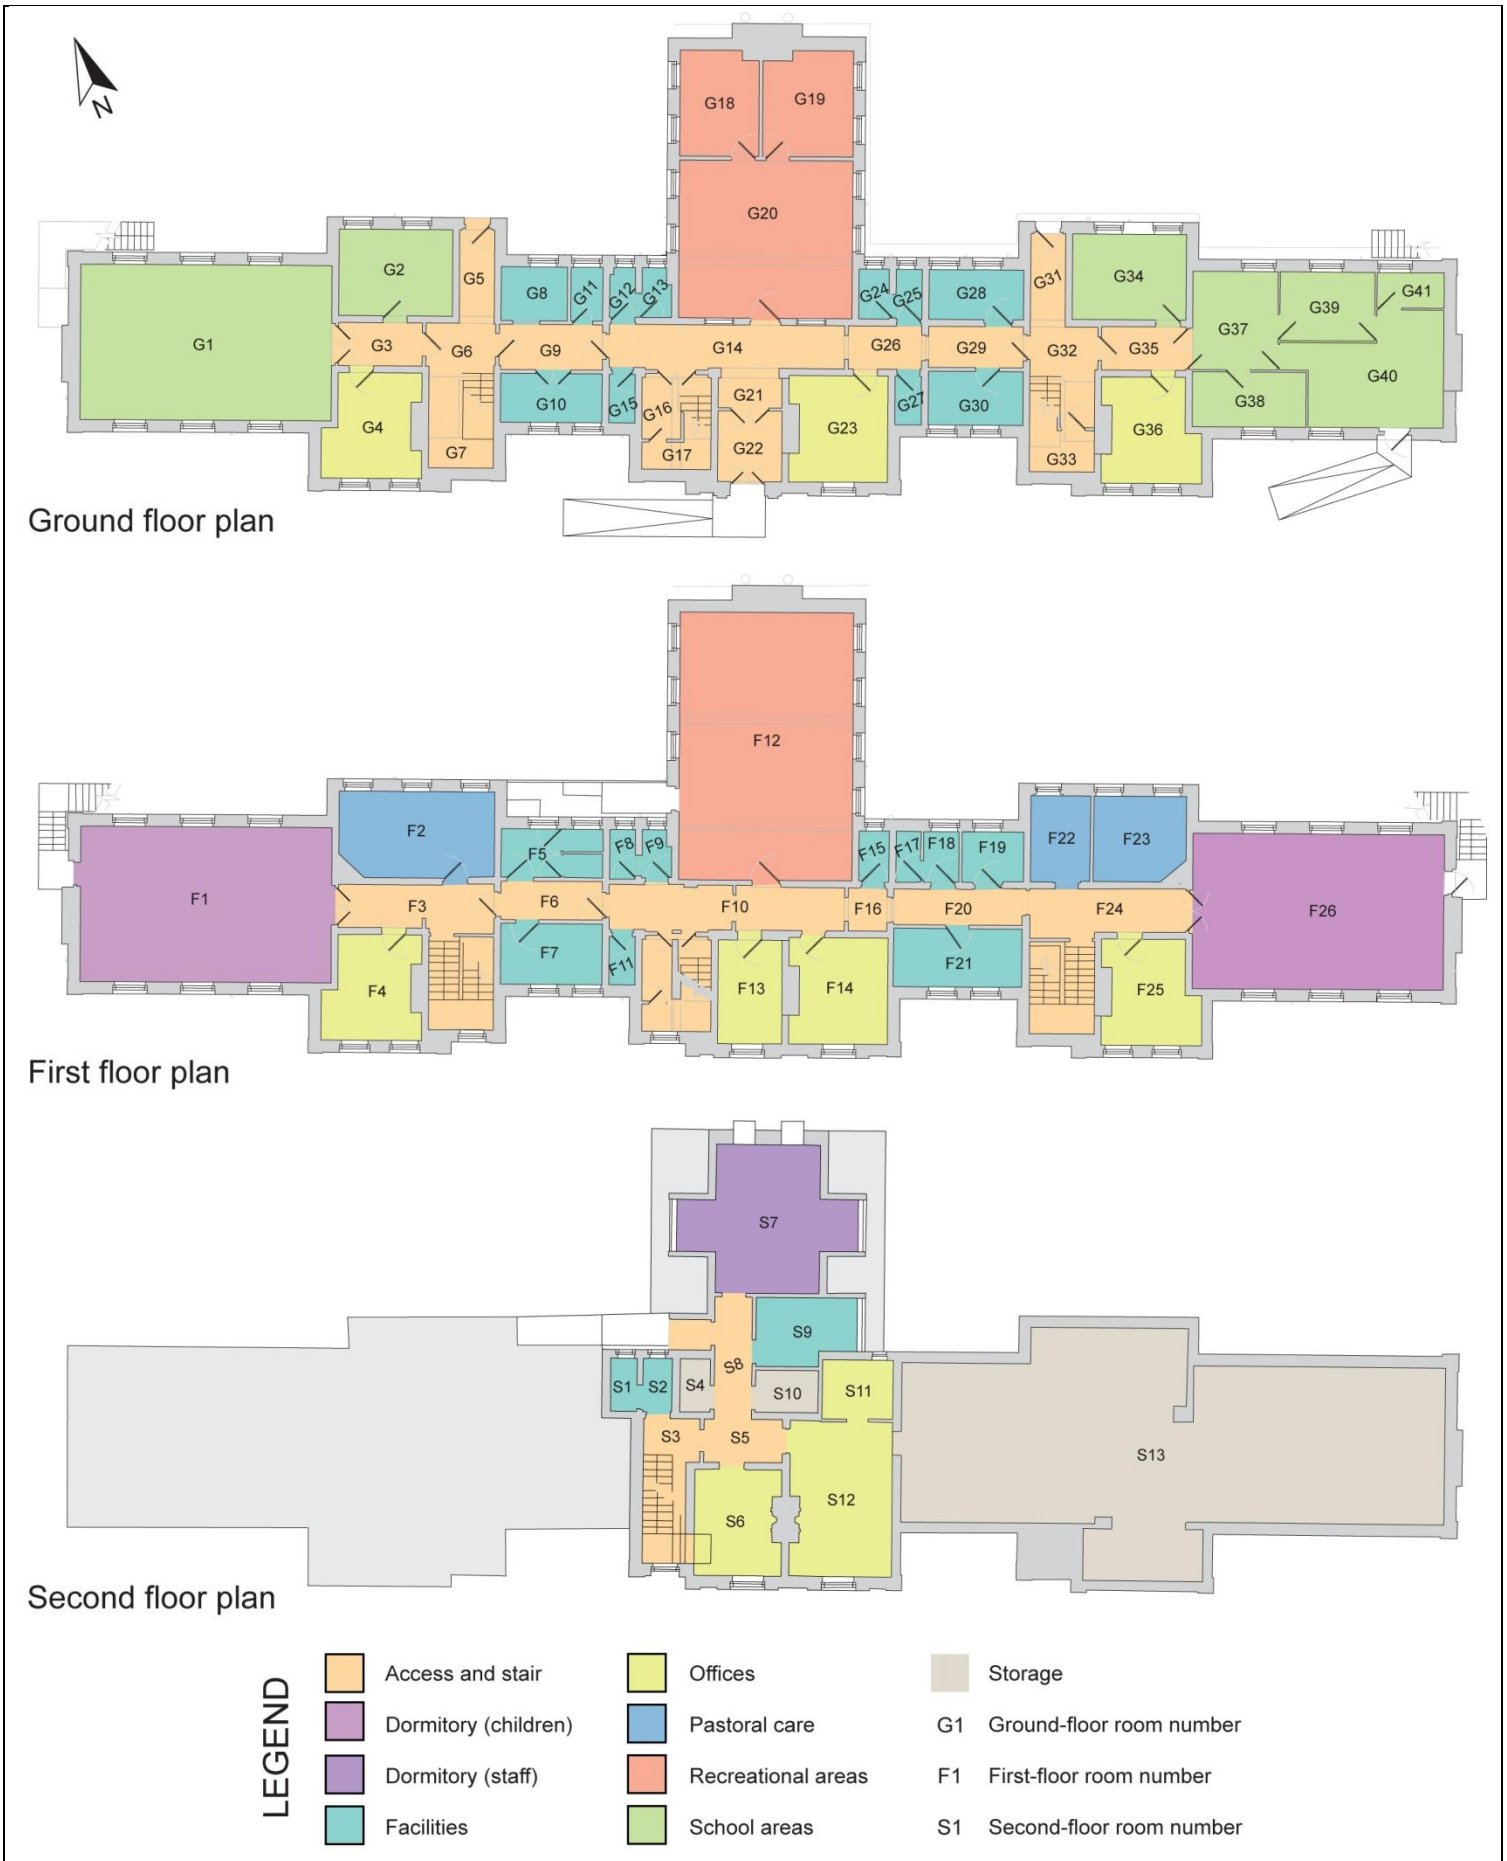 N
G18
G19
G20
G1
G2
G3
G4
G5
G6
G7
G8
G9
G10
G11
G12
G13
G14
G15
G16
G17
G21
G22
G23
G24
G25
G26
G27
G28
G29
G30
G31
G32
G33
G34
G35
G36
G37
G38
G39
G40
G41
Ground floor plan
F1
F2
F3
F4
F5
F6
F7
F8
F9
F10
F11
F12
F13
F14
F15
F16
F17
F18
F19
F20
F21
F22
F23
F24
F25
F26
First floor plan
S7
S9
S8
S1
S2
S4
S10
S11
S3
S5
S6
S12
S13
Second floor plan
LEGEND
Access and stair
Dormitory (children)
Dormitory (staff)
Facilities
Offices
Pastoral care
Recreational areas
School areas
Storage
G1 Ground-floor room number
F1 First-floor room number
S1 Second-floor room number